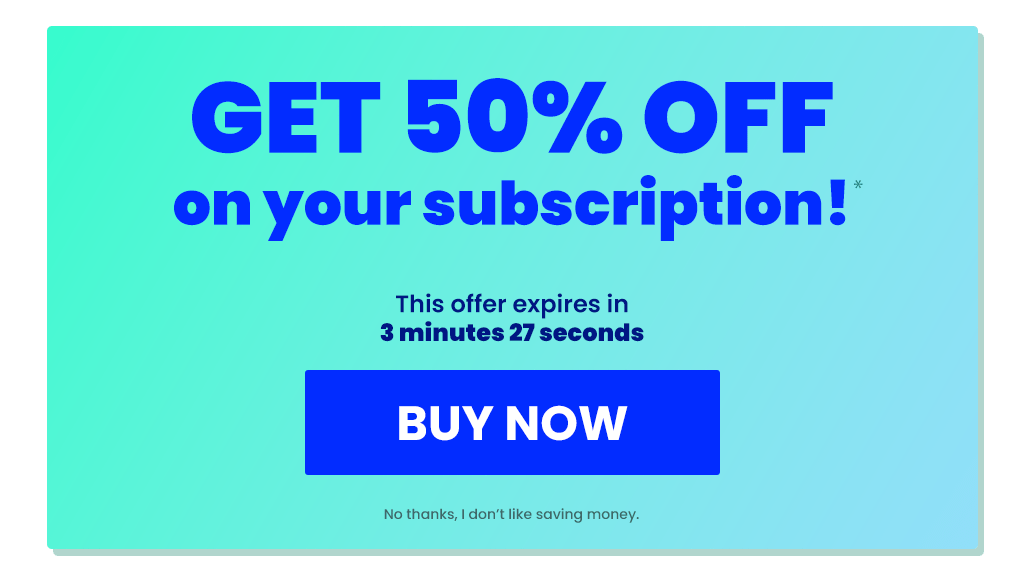 GET 50% OFF
on your subscription!*
This offer expires in
3 minutes 27 seconds
BUY NOW
No thanks, I don’t like saving money.